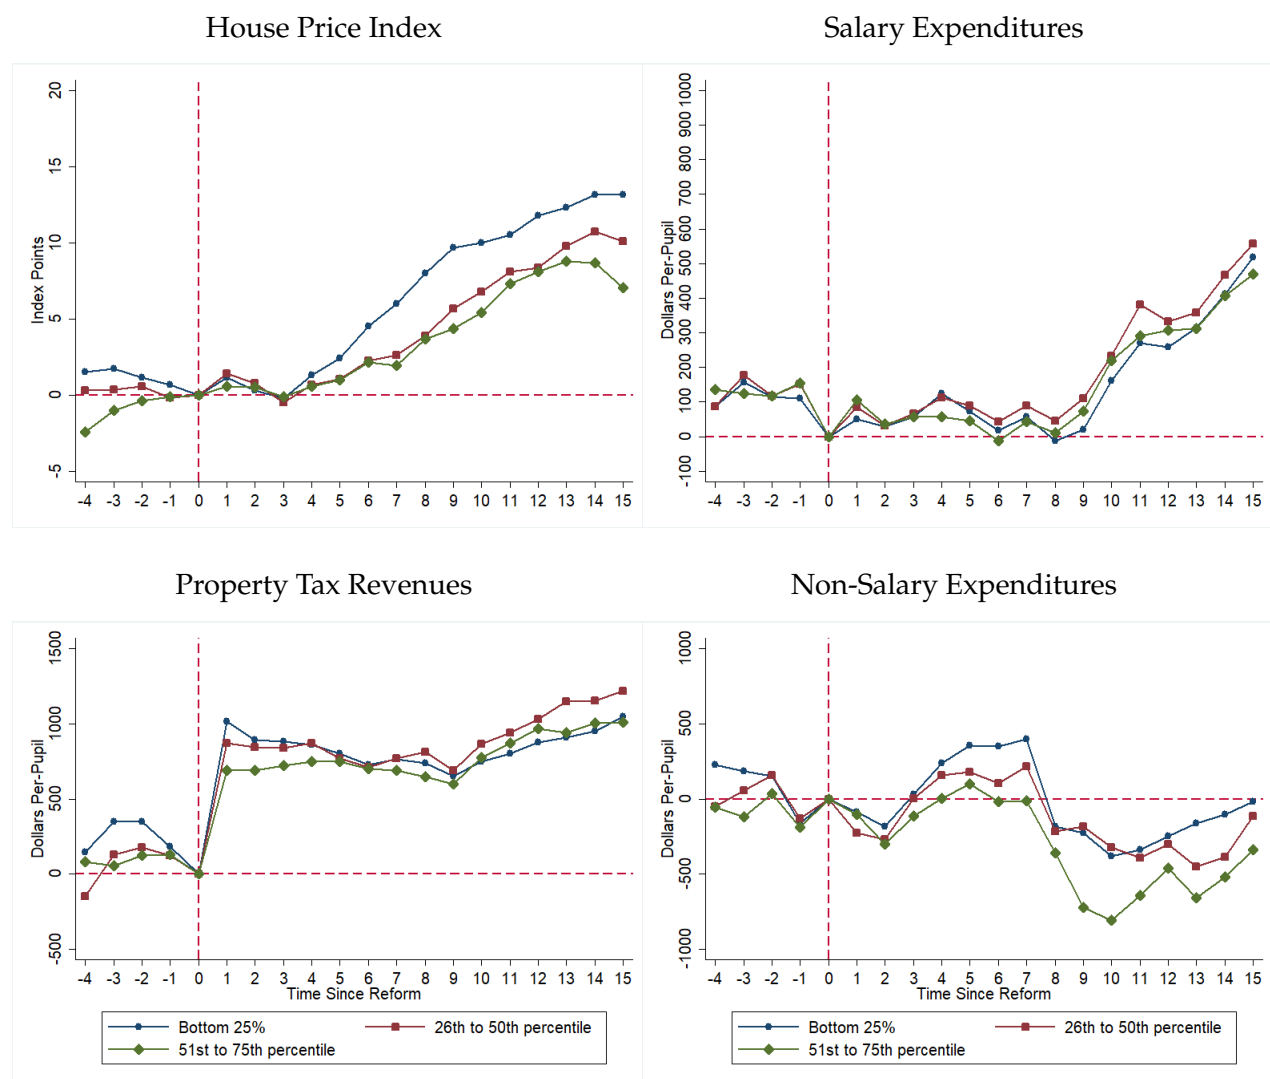 House Price Index
20
15
10
5
0
-5
Index Points
-4 -3 -2 -1 0 1 2 3 4 5 6 7 8 9 10 11 12 13 14 15
Salary Expenditures
1000
900
800
700
600
500
400
300
200
100
0
-100
Dollars Per-Pupil
-4 -3 -2 -1 0 1 2 3 4 5 6 7 8 9 10 11 12 13 14 15
Property Tax Revenues
1500
1000
500
0
-500
Dollars Per-Pupil
-4 -3 -2 -1 0 1 2 3 4 5 6 7 8 9 10 11 12 13 14 15
Time Since Reform
Bottom 25% 26th to 50th percentile
51st to 75th percentile
Non-Salary Expenditures
1000
500
0
-500
-1000
Dollars Per-Pupil
-4 -3 -2 -1 0 1 2 3 4 5 6 7 8 9 10 11 12 13 14 15
Time Since Reform
Bottom 25% 26th to 50th percentile
51st to 75th percentile